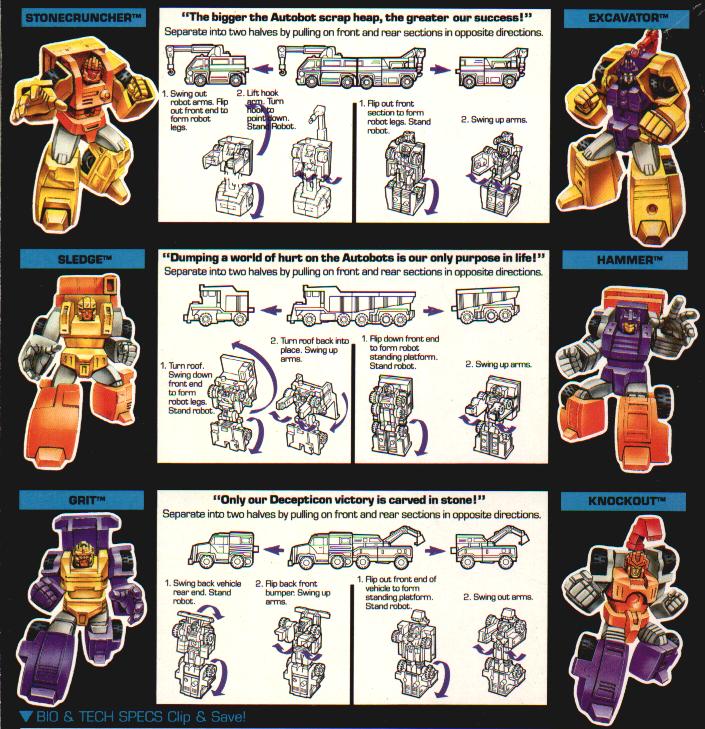 STONECRUNCHER™
"The bigger the Autobot scrap heap, the greater our success!"
EXCAVATOR™
Separate into two halves by pulling on front and rear sections in opposite directions.
1. Swing out
robot arms. Flip
out front end to
form robot
legs.
2. Lift hook
arm. Turn
hook to
point down.
Stand Robot.
1. Flip out front
section to form
robot legs. Stand
robot.
2. Swing up arms.
SLEDGE™
"Dumping a world of hurt on the Autobots is our only purpose in life!"
HAMMER™
Separate into two halves by pulling on front and rear sections in opposite directions.
1. Turn roof.
Swing down
front end
to form
robot legs.
Stand robot.
2. Turn roof back into
place. Swing up
arms.
1. Flip down front end
to form robot
standing platform.
Stand robot.
2. Swing up arms.
GRIT™
"Only our Decepticon victory is carved in stone!"
KNOCKOUT™
Separate into two halves by pulling on front and rear sections in opposite directions.
1. Swing back vehicle
rear end. Stand
robot.
2. Flip back front
bumper. Swing up
arms.
1. Flip out front end of
vehicle to form
standing platform.
Stand robot.
2. Swing out arms.
▼ BIO & TECH SPECS Clip & Save!